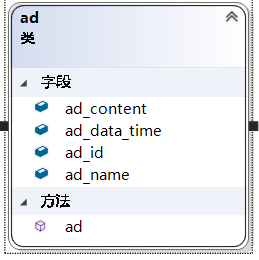 ad
类
字段
ad_content
ad_data_time
ad_id
ad_name
方法
ad